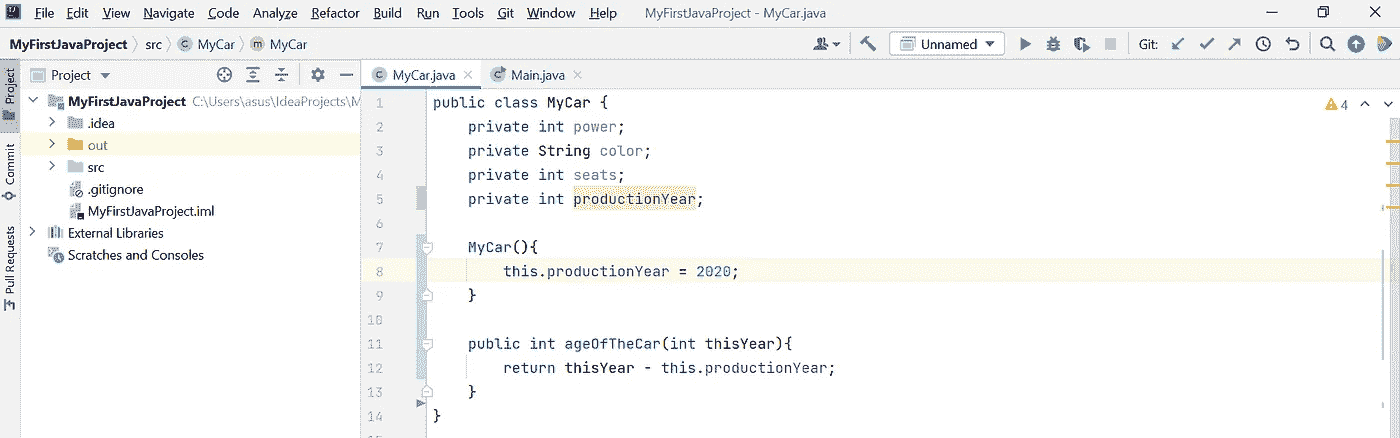 File Edit View Navigate Code Analyze Refactor Build Run Tools Git Window Help MyFirstJavaProject - MyCar.java
MyFirstJavaProject src MyCar MyCar Unnamed Git:
Project
MyCar.java Main.java
Project
Commit
Pull Requests
MyFirstJavaProject C:\Users\asus\IdeaProjects\M
.idea
out
src
.gitignore
MyFirstJavaProject.iml
External Libraries
Scratches and Consoles
4
1 public class MyCar {
2 private int power;
3 private String color;
4 private int seats;
5 private int productionYear;
6
7 MyCar(){
8 this.productionYear = 2020;
9 }
10
11 public int ageOfTheCar(int thisYear){
12 return thisYear - this.productionYear;
13 }
14 }